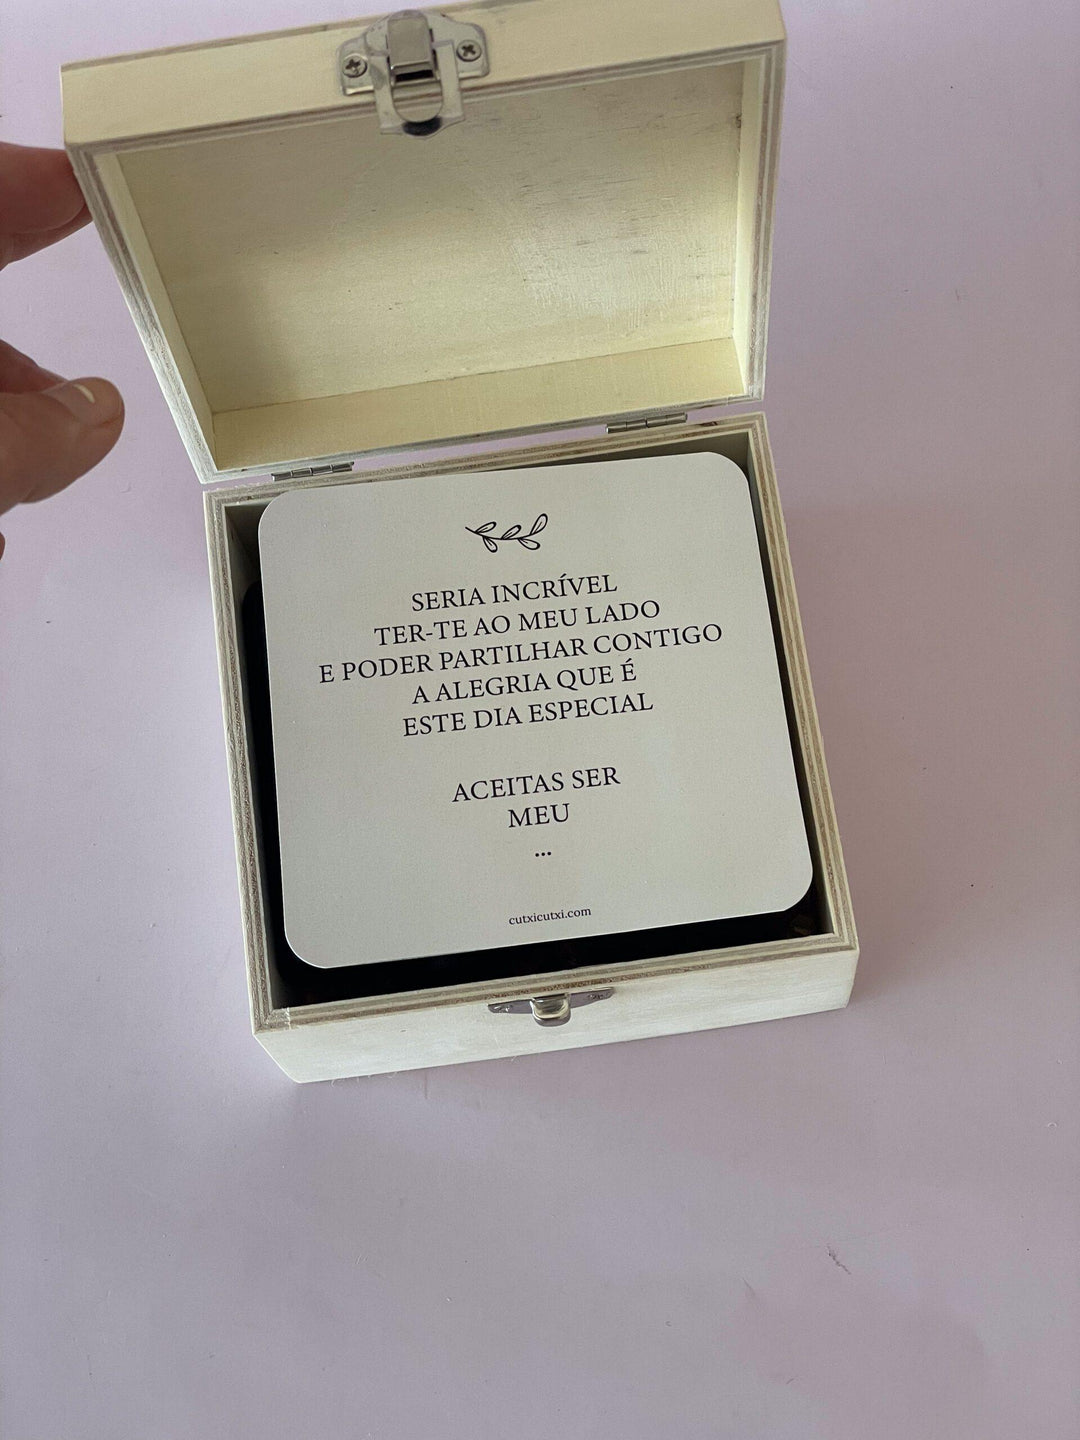 SERIA INCRÍVEL
TER-TE AO MEU LADO
E PODER PARTILHAR CONTIGO
A ALEGRIA QUE É
ESTE DIA ESPECIAL
ACEITAS SER
MEU
...
cutxicutxi.com